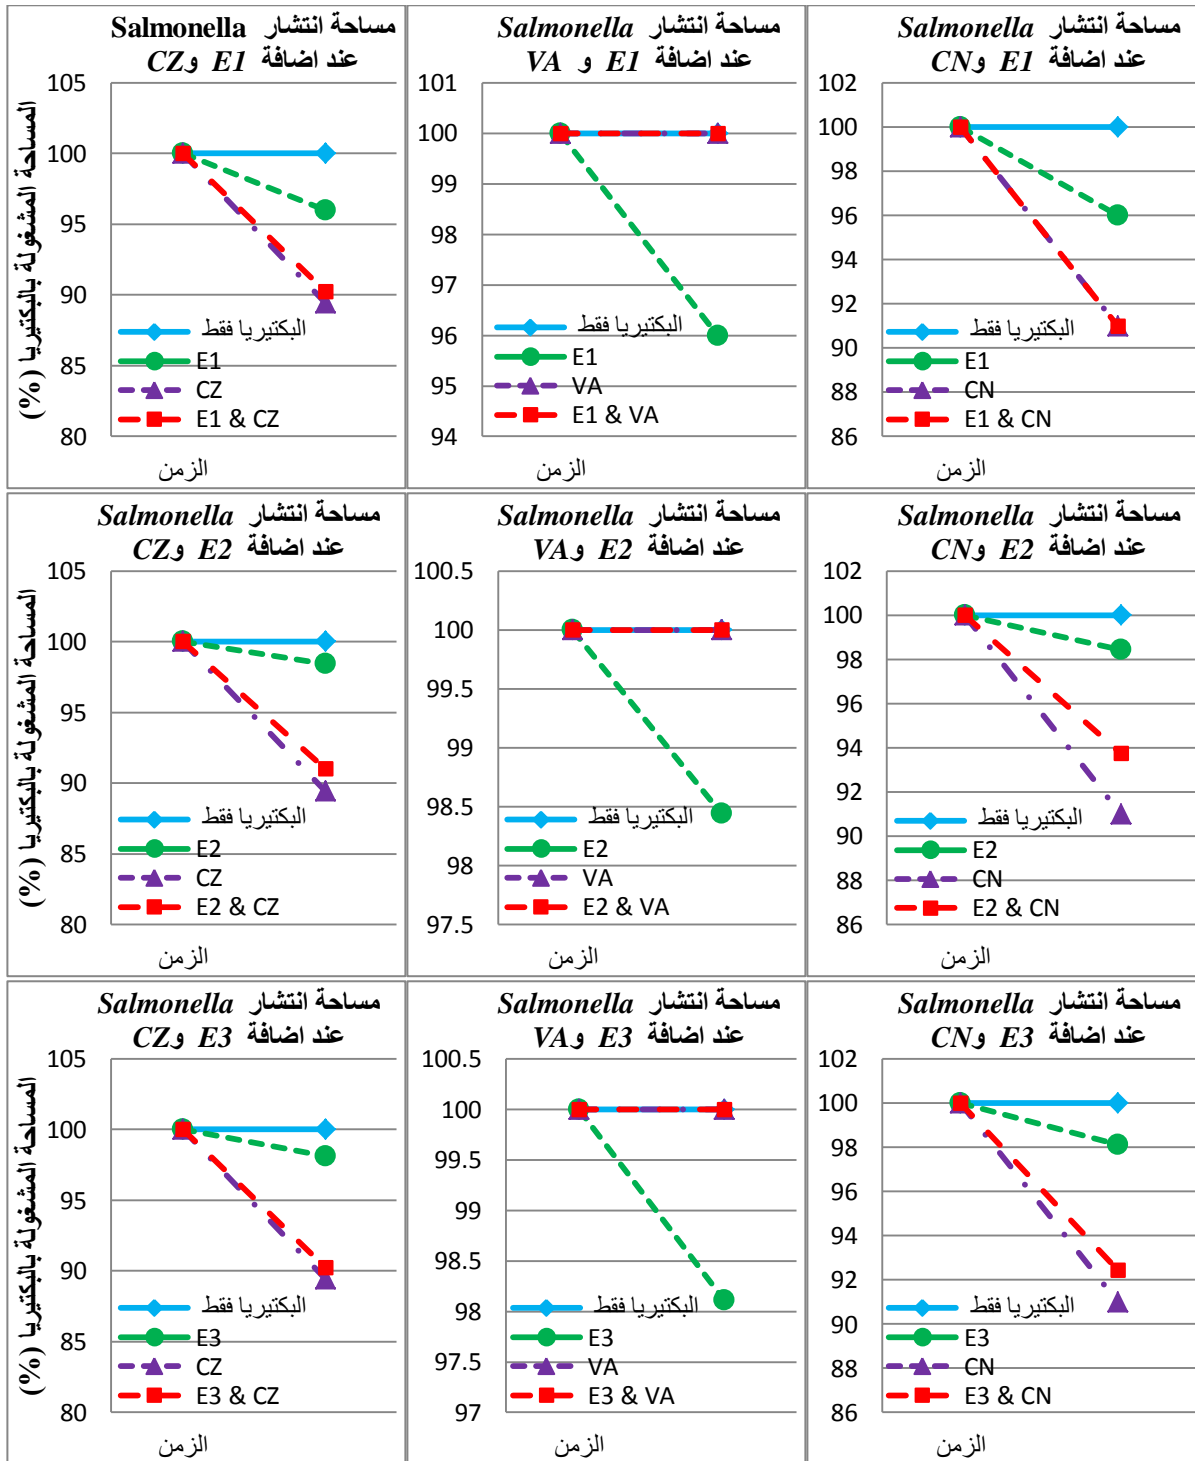 مساحة انتشار Salmonella
عند اضافة E1 وCZ
المساحة المشغولة بالبكتيريا (%)
105
100
95
90
85
80
البكتيريا فقط
E1
CZ
E1 & CZ
الزمن
مساحة انتشار Salmonella
عند اضافة E1 و VA
101
100
99
98
97
96
95
94
البكتيريا فقط
E1
VA
E1 & VA
الزمن
مساحة انتشار Salmonella
عند اضافة E1 وCN
102
100
98
96
94
92
90
88
86
البكتيريا فقط
E1
CN
E1 & CN
الزمن
مساحة انتشار Salmonella
عند اضافة E2 وCZ
المساحة المشغولة بالبكتيريا (%)
105
100
95
90
85
80
البكتيريا فقط
E2
CZ
E2 & CZ
الزمن
مساحة انتشار Salmonella
عند اضافة E2 وVA
100.5
100
99.5
99
98.5
98
97.5
البكتيريا فقط
E2
VA
E2 & VA
الزمن
مساحة انتشار Salmonella
عند اضافة E2 وCN
102
100
98
96
94
92
90
88
86
البكتيريا فقط
E2
CN
E2 & CN
الزمن
مساحة انتشار Salmonella
عند اضافة E3 وCZ
المساحة المشغولة بالبكتيريا (%)
105
100
95
90
85
80
البكتيريا فقط
E3
CZ
E3 & CZ
الزمن
مساحة انتشار Salmonella
عند اضافة E3 وVA
100.5
100
99.5
99
98.5
98
97.5
97
البكتيريا فقط
E3
VA
E3 & VA
الزمن
مساحة انتشار Salmonella
عند اضافة E3 وCN
102
100
98
96
94
92
90
88
86
البكتيريا فقط
E3
CN
E3 & CN
الزمن